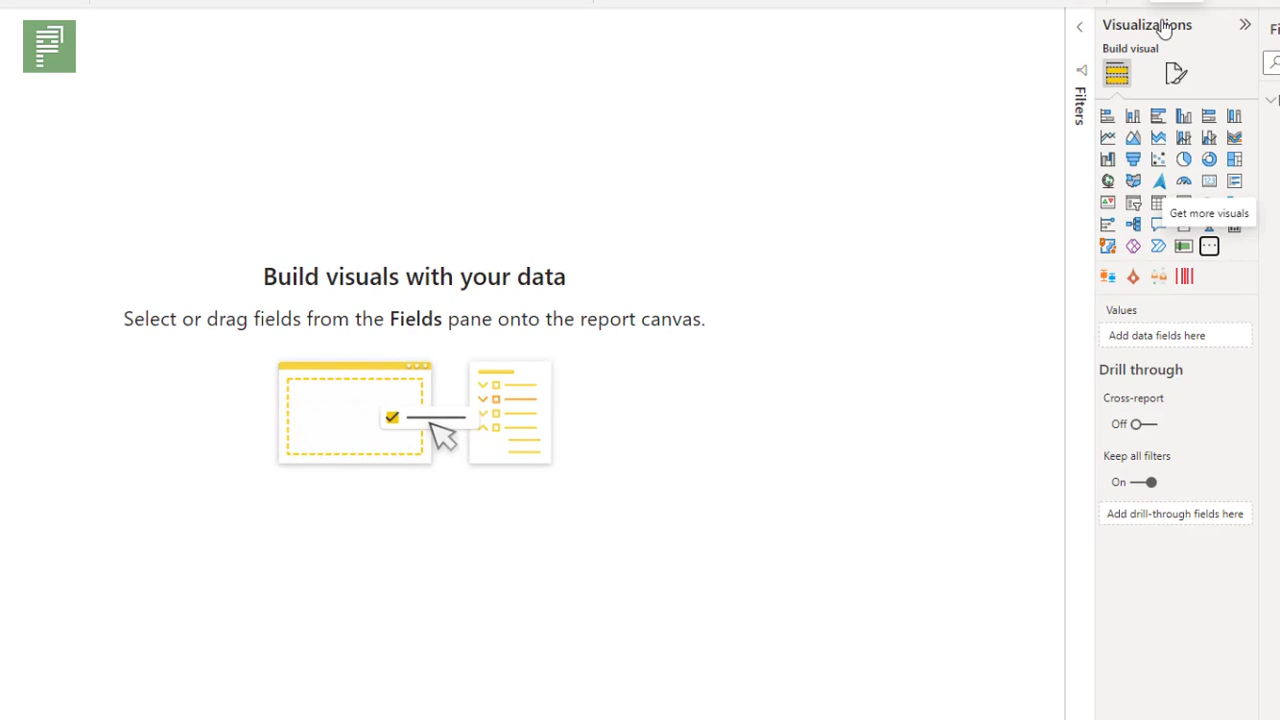 Visualizations
Build visual
Filters
Get more visuals
Build visuals with your data
Select or drag fields from the Fields pane onto the report canvas.
Values
Add data fields here
Drill through
Cross-report
Off
Keep all filters
On
Add drill-through fields here